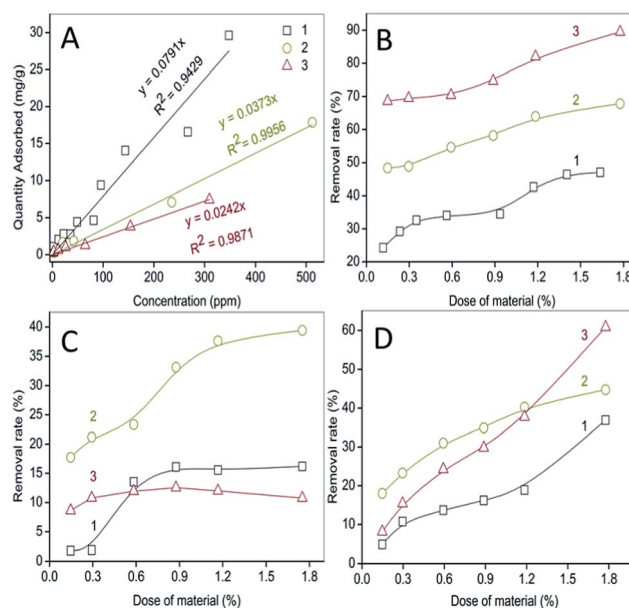 A
1
2
3
y = 0.0791x
R² = 0.9429
y = 0.0373x
R² = 0.9956
y = 0.0242x
R² = 0.9871
30
25
20
15
10
5
0
0 100 200 300 400 500
Quantity Adsorbed (mg/g)
Concentration (ppm)
B
3
2
1
100
90
80
70
60
50
40
30
20
0.0 0.3 0.6 0.9 1.2 1.5 1.8
Removal rate (%)
Dose of material (%)
C
2
3
1
40
35
30
25
20
15
10
5
0
0.0 0.3 0.6 0.9 1.2 1.5 1.8
Removal rate (%)
Dose of material (%)
D
3
2
1
60
50
40
30
20
10
0
0.0 0.3 0.6 0.9 1.2 1.5 1.8
Removal rate (%)
Dose of material (%)